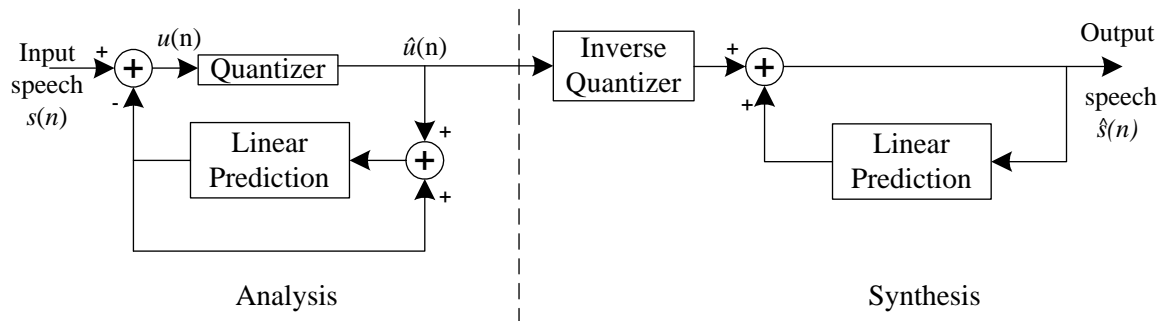 Input
speech
s(n)
+
+
-
u(n)
Quantizer
û(n)
Linear
Prediction
+
+
+
Analysis
Inverse
Quantizer
+
+
+
Linear
Prediction
Output
speech
ŝ(n)
Synthesis